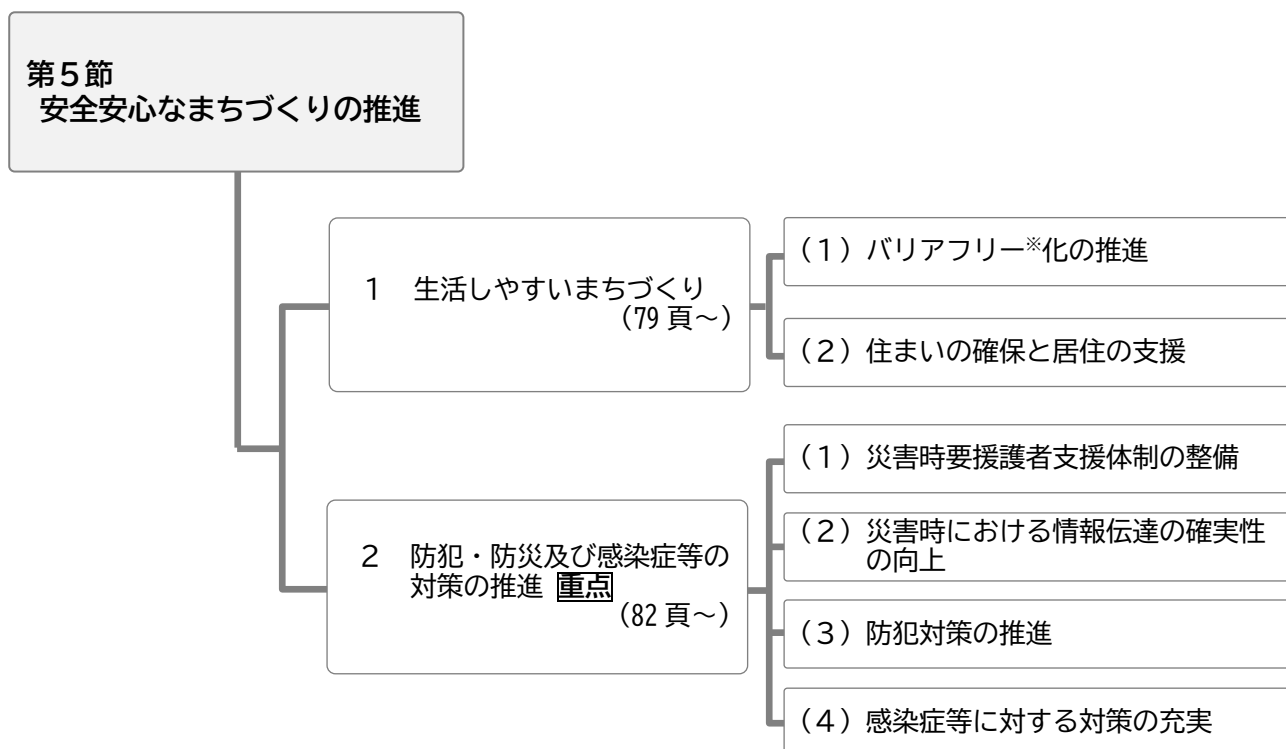 第５節
安全安心なまちづくりの推進
１　生活しやすいまちづくり
（79 頁～）
（１）バリアフリー※化の推進
（２）住まいの確保と居住の支援
２　防犯・防災及び感染症等の
対策の推進 重点
（82 頁～）
（１）災害時要援護者支援体制の整備
（２）災害時における情報伝達の確実性
の向上
（３）防犯対策の推進
（４）感染症等に対する対策の充実